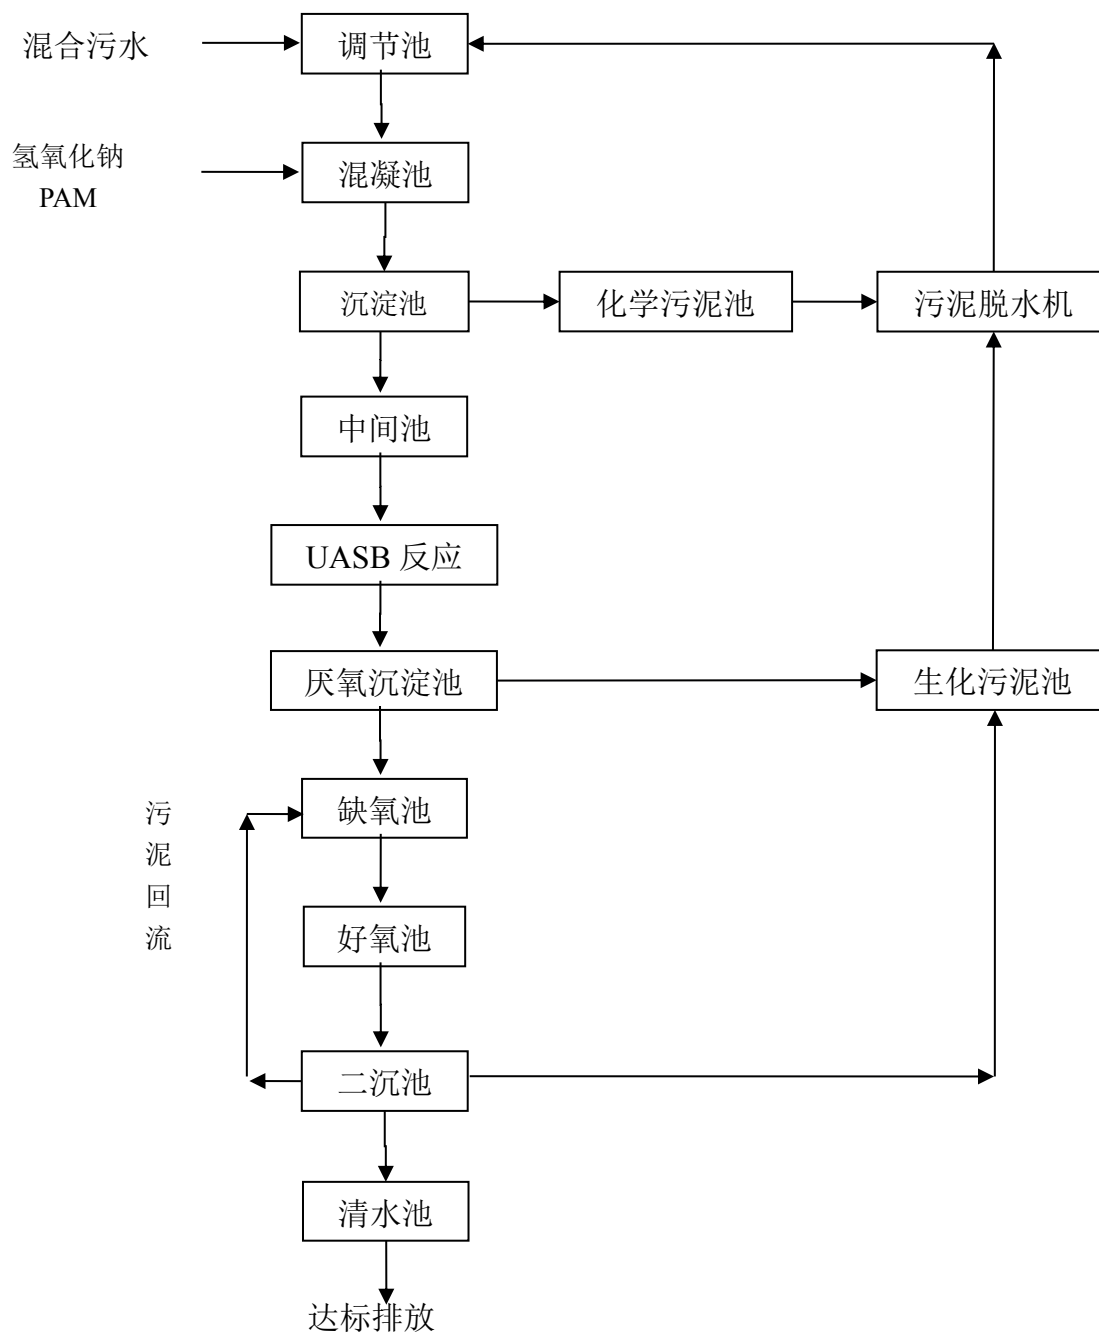 混合污水
调节池
氢氧化钠
PAM
混凝池
沉淀池
化学污泥池
污泥脱水机
中间池
UASB 反应
厌氧沉淀池
生化污泥池
污
泥
回
流
缺氧池
好氧池
二沉池
清水池
达标排放